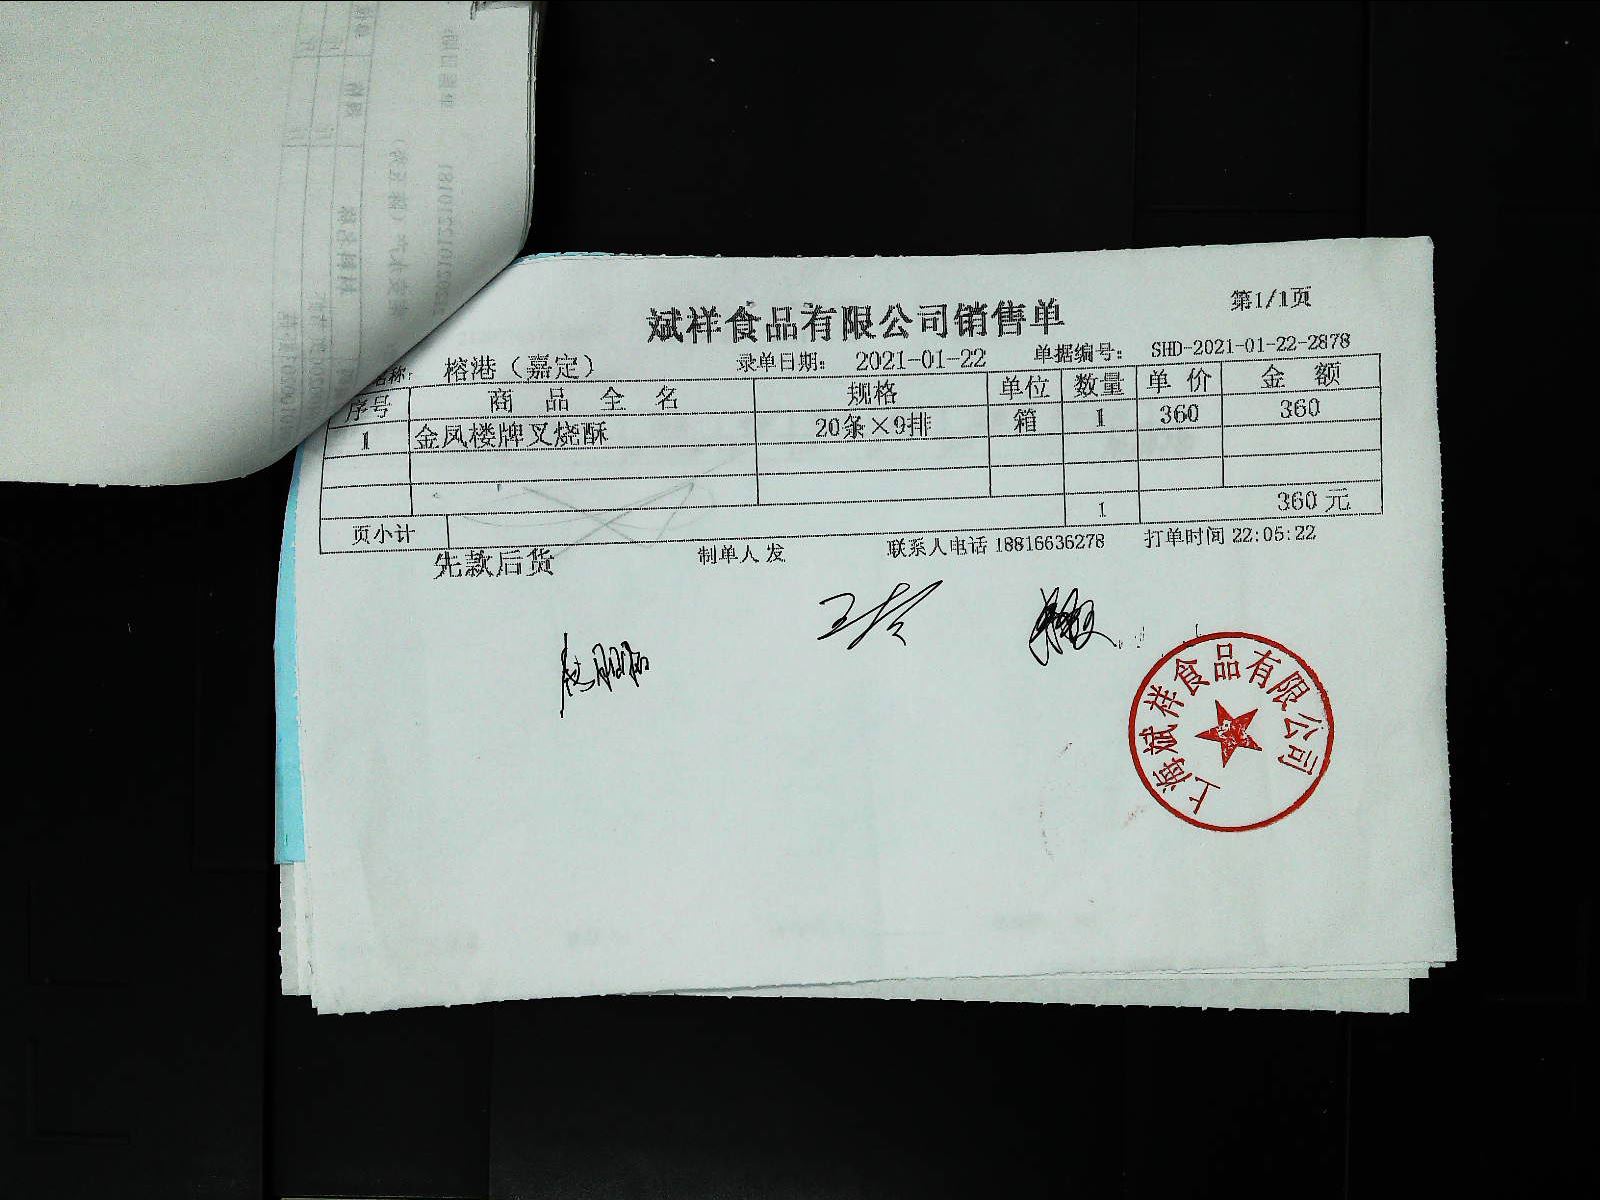 斌祥食品有限公司销售单
第1/1页
名称: 榕港（嘉定） 录单日期: 2021-01-22 单据编号: SHD-2021-01-22-2878
序号 商品全名 规格 单位 数量 单价 金额
1 金凤楼牌叉烧酥 20条×9排 箱 1 360 360
页小计 1 360元
先款后货 制单人 发 联系人电话 18816636278 打单时间 22:05:22
上海斌祥食品有限公司